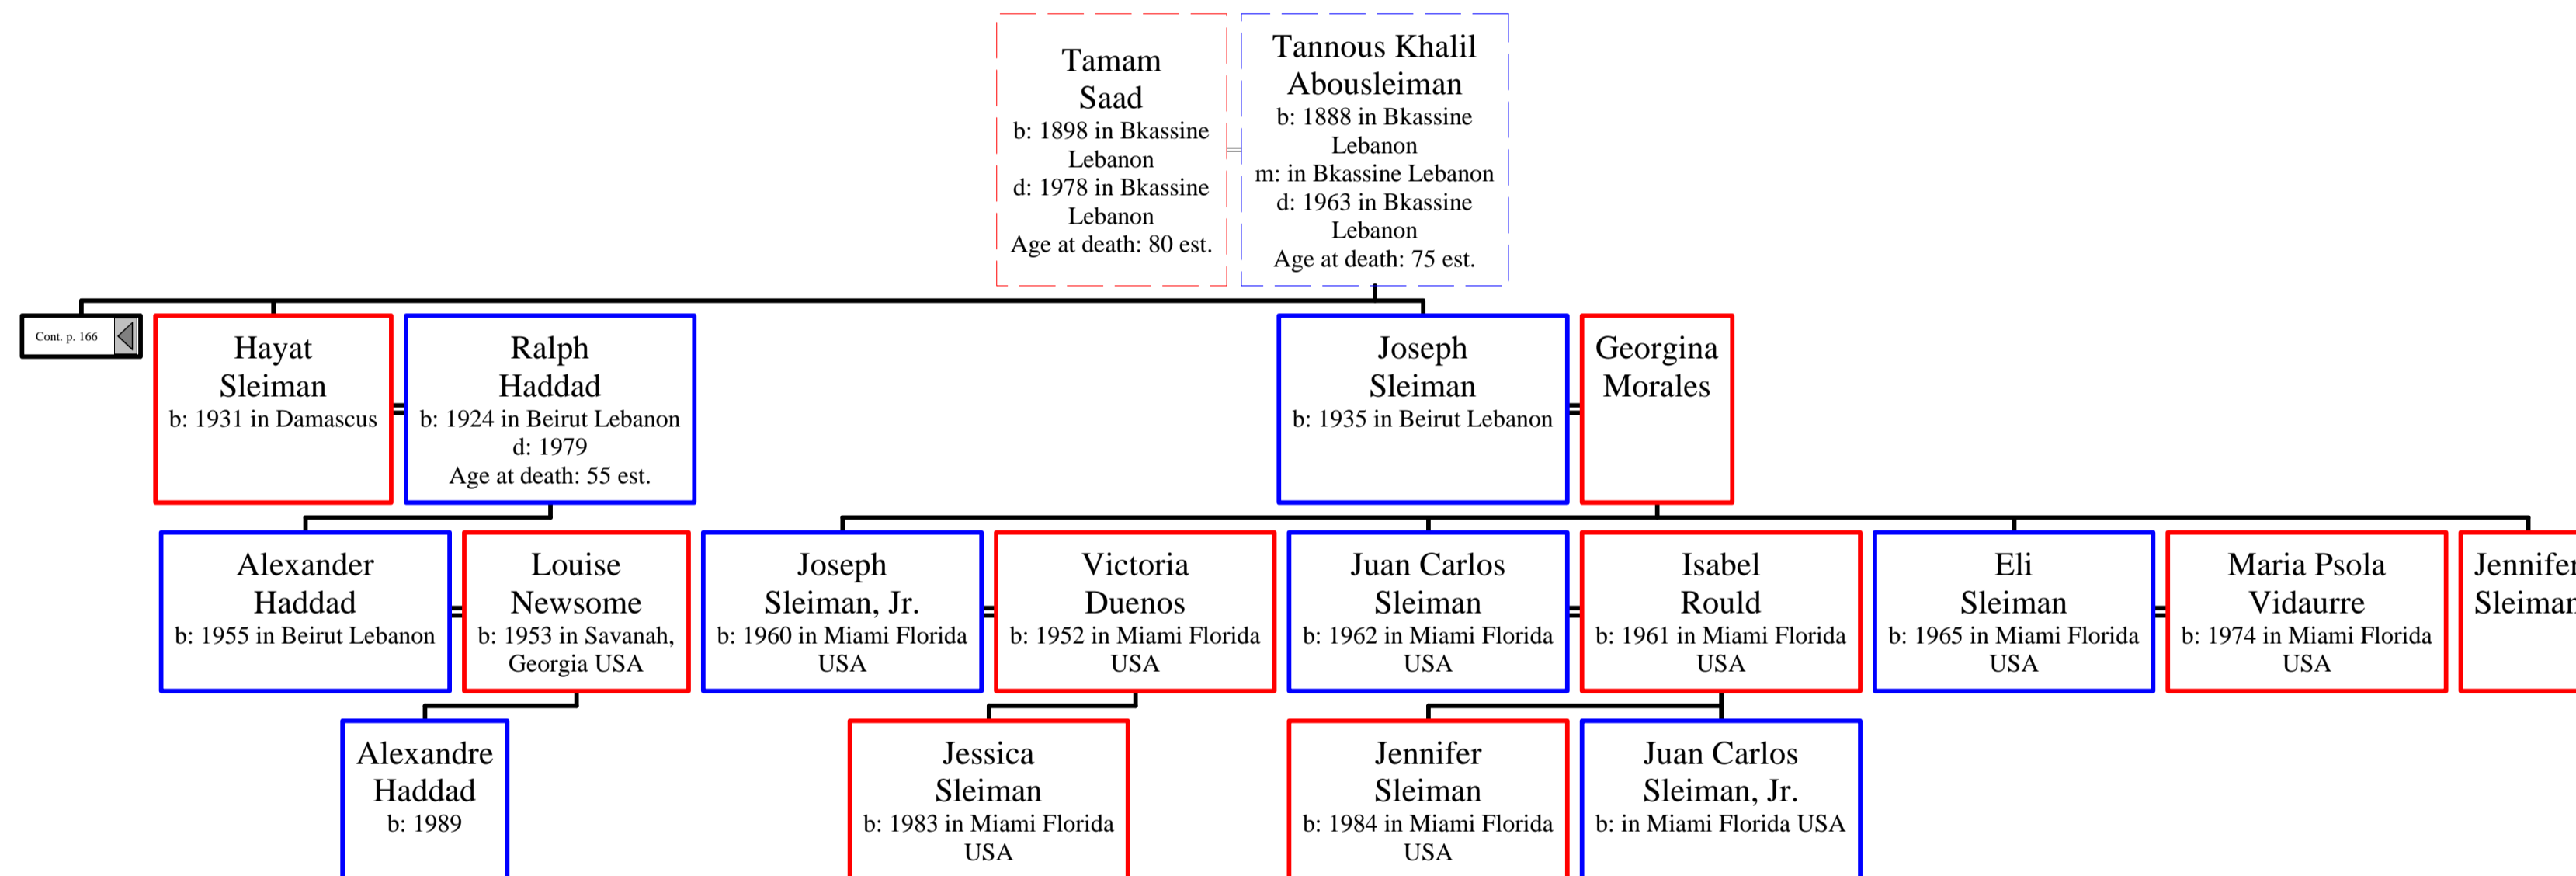 Tamam
Saad
b: 1898 in Bkassine
Lebanon
d: 1978 in Bkassine
Lebanon
Age at death: 80 est.
Tannous Khalil
Abousleiman
b: 1888 in Bkassine
Lebanon
m: in Bkassine Lebanon
d: 1963 in Bkassine
Lebanon
Age at death: 75 est.
Cont. p. 166
Hayat
Sleiman
b: 1931 in Damascus
Ralph
Haddad
b: 1924 in Beirut Lebanon
d: 1979
Age at death: 55 est.
Joseph
Sleiman
b: 1935 in Beirut Lebanon
Georgina
Morales
Alexander
Haddad
b: 1955 in Beirut Lebanon
Louise
Newsome
b: 1953 in Savanah,
Georgia USA
Joseph
Sleiman, Jr.
b: 1960 in Miami Florida
USA
Victoria
Duenos
b: 1952 in Miami Florida
USA
Juan Carlos
Sleiman
b: 1962 in Miami Florida
USA
Isabel
Rould
b: 1961 in Miami Florida
USA
Eli
Sleiman
b: 1965 in Miami Florida
USA
Maria Psola
Vidaurre
b: 1974 in Miami Florida
USA
Jennifer
Sleiman
Alexandre
Haddad
b: 1989
Jessica
Sleiman
b: 1983 in Miami Florida
USA
Jennifer
Sleiman
b: 1984 in Miami Florida
USA
Juan Carlos
Sleiman, Jr.
b: in Miami Florida USA